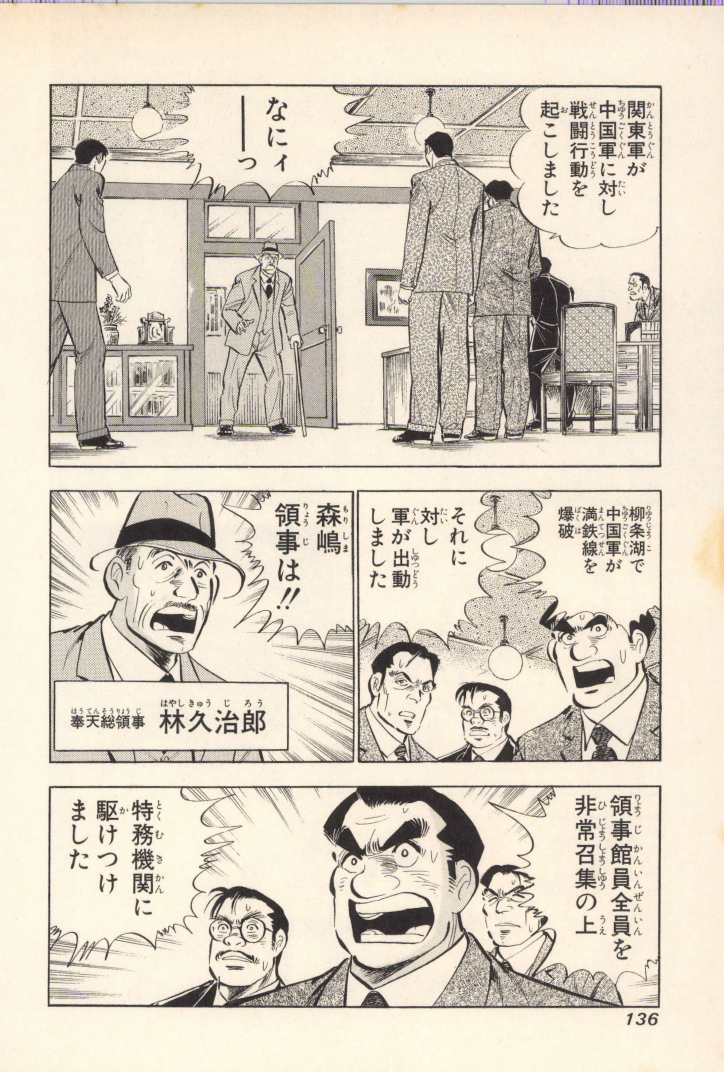 関東軍が
中国軍に対し
戦闘行動を
起こしました
なにィ
――っ
柳条湖で
中国軍が
満鉄線を
爆破
それに
対し
軍が出動
しました
森嶋
領事は!!
奉天総領事 林久治郎
領事館員全員を
非常召集の上
特務機関に
駆けつけ
ました
136